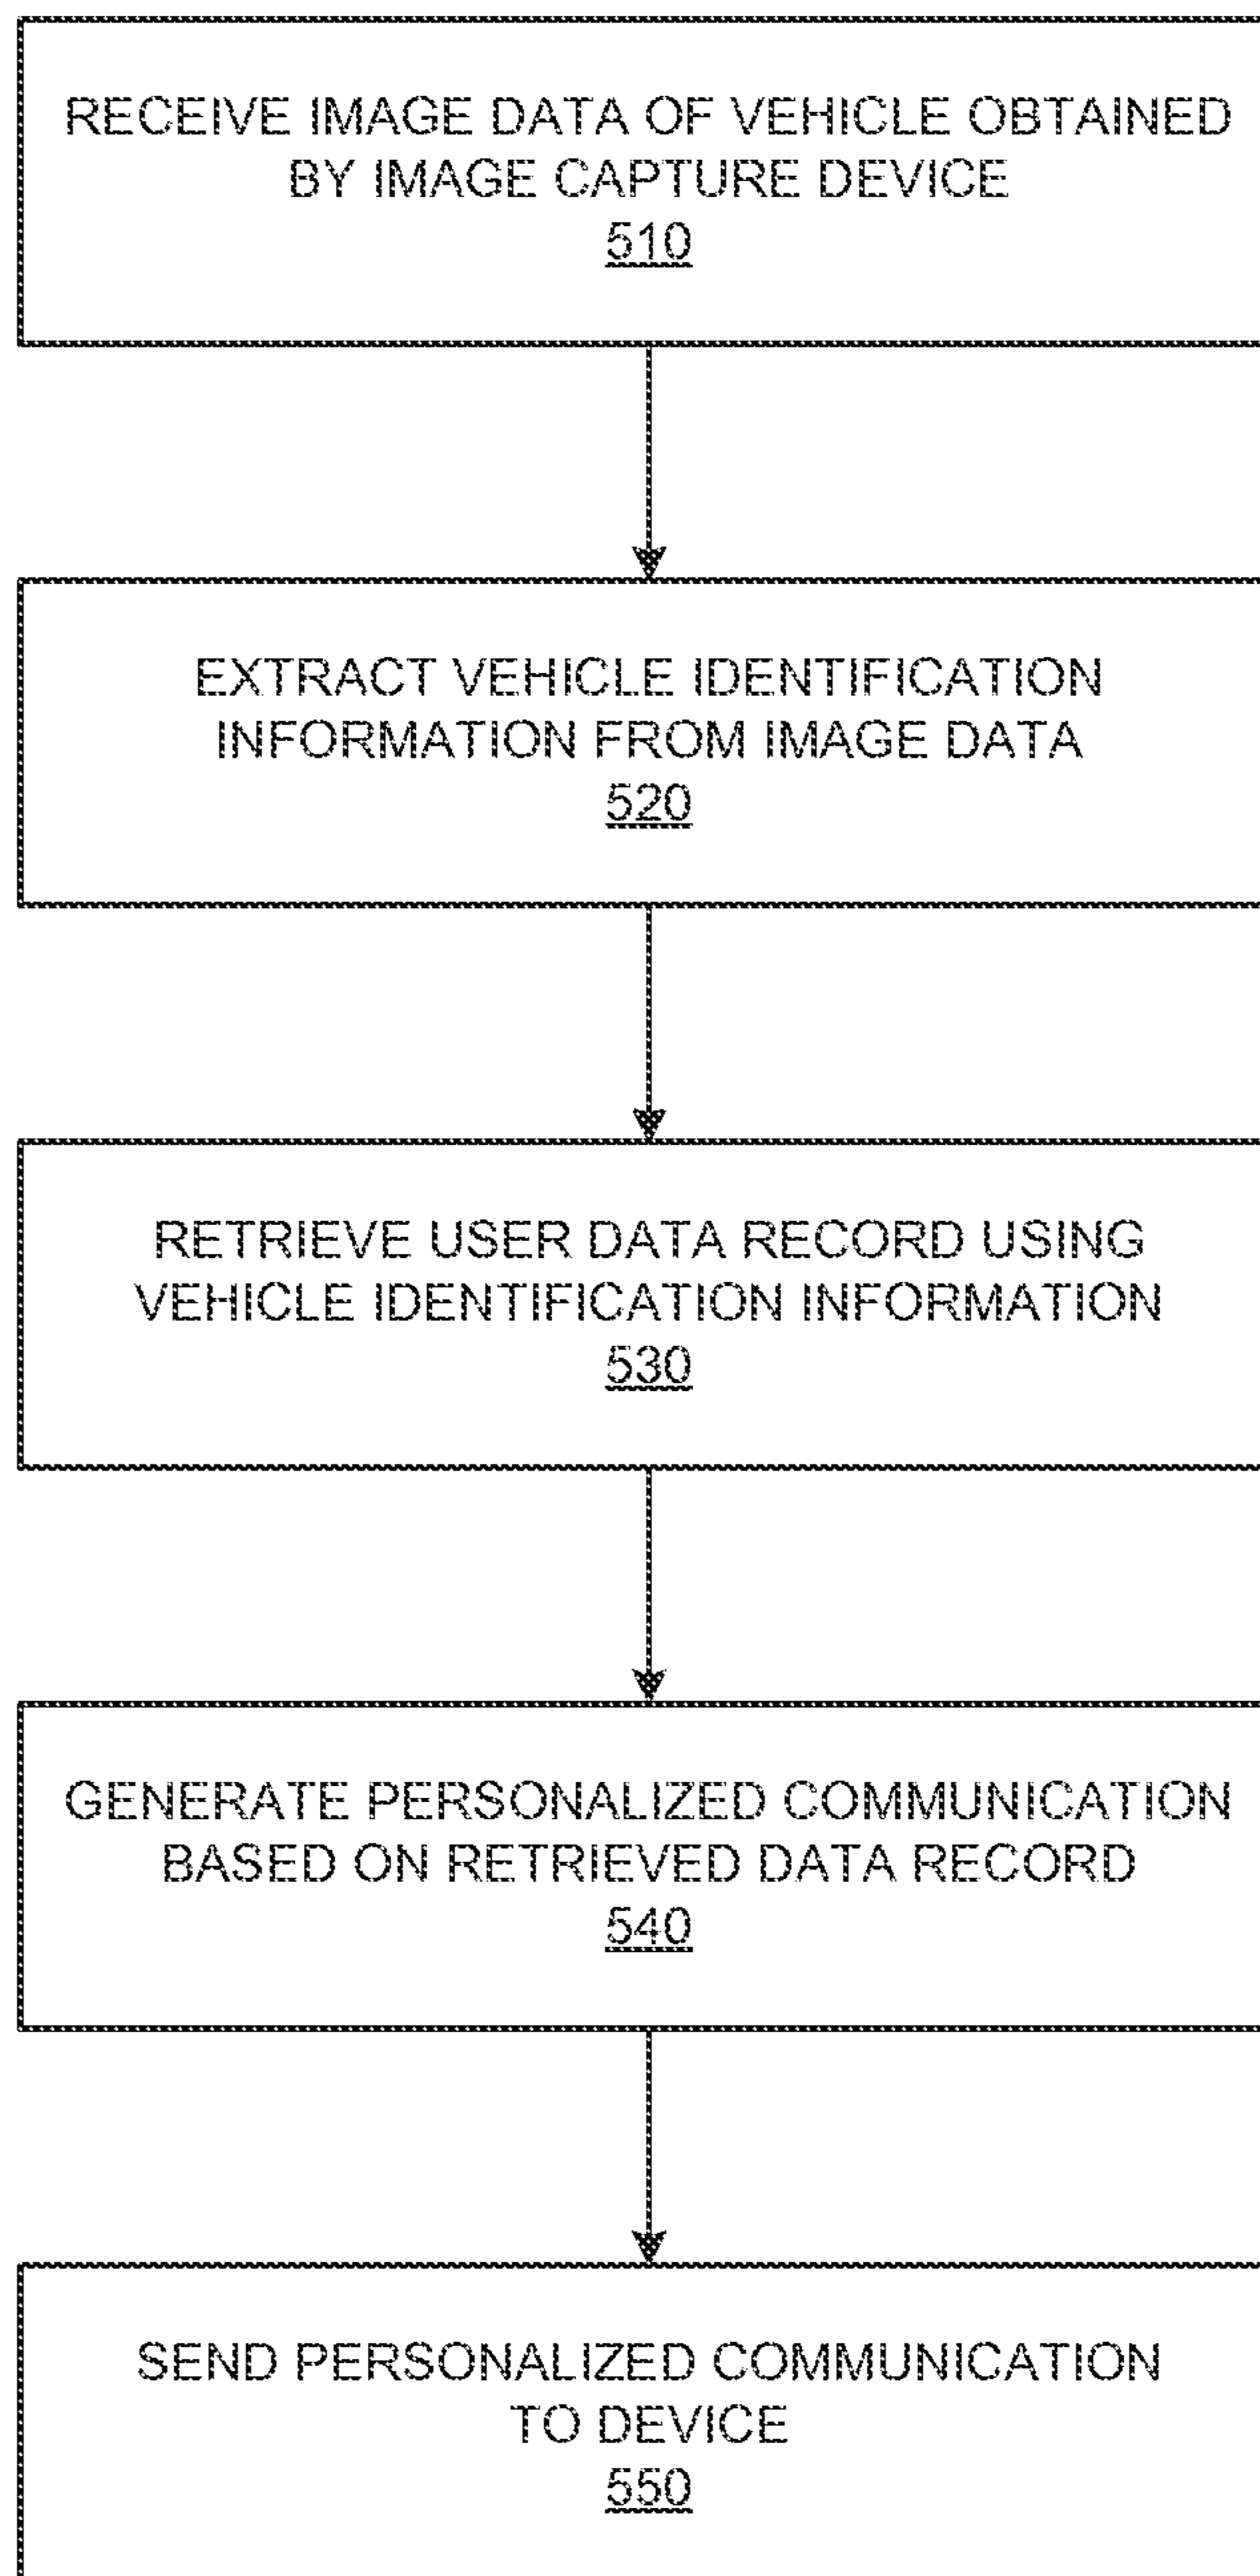 RECEIVE IMAGE DATA OF VEHICLE OBTAINED
BY IMAGE CAPTURE DEVICE
510
EXTRACT VEHICLE IDENTIFICATION
INFORMATION FROM IMAGE DATA
520
RETRIEVE USER DATA RECORD USING
VEHICLE IDENTIFICATION INFORMATION
530
GENERATE PERSONALIZED COMMUNICATION
BASED ON RETRIEVED DATA RECORD
540
SEND PERSONALIZED COMMUNICATION
TO DEVICE
550